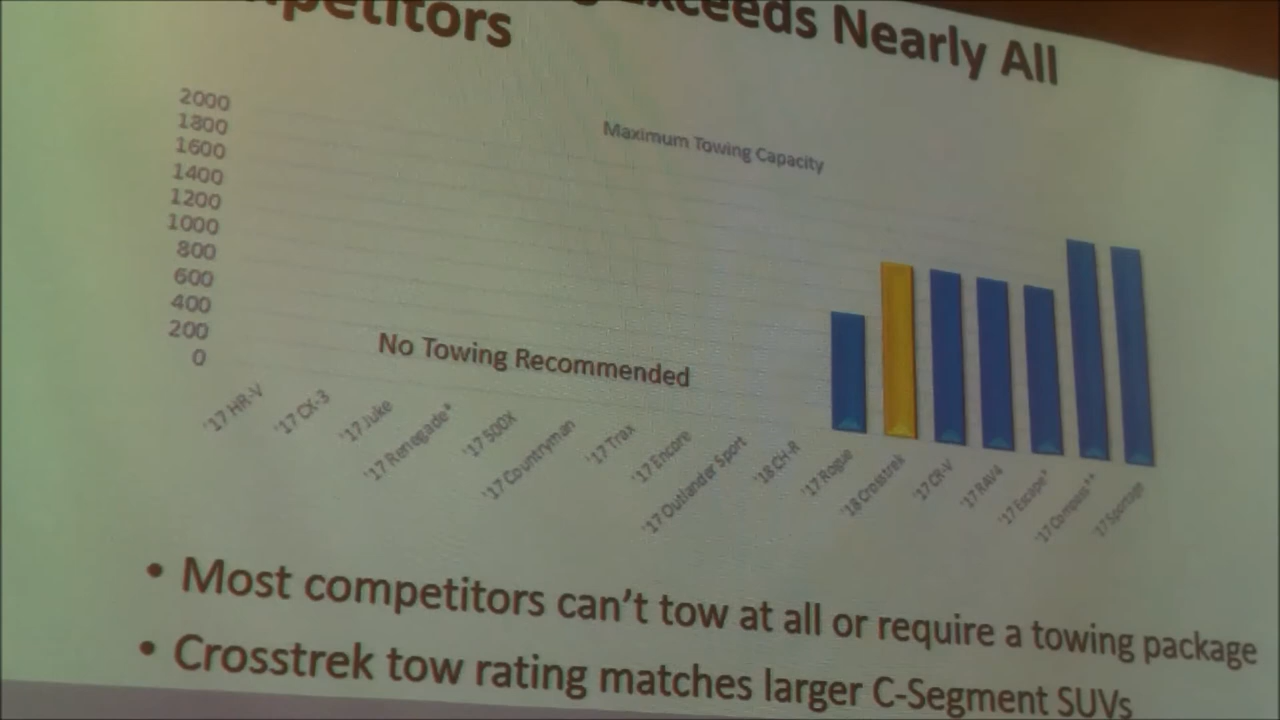 Exceeds Nearly All
Competitors
Maximum Towing Capacity
2000
1800
1600
1400
1200
1000
800
600
400
200
0
No Towing Recommended
'17 HR-V
'17 CX-3
'17 Juke
'17 Renegade*
'17 500X
'17 Countryman
'17 Trax
'17 Encore
'17 Outlander Sport
'18 CH-R
'17 Rogue
'18 Crosstrek
'17 CR-V
'17 RAV4
'17 Escape*
'17 Compass**
'17 Sportage
• Most competitors can't tow at all or require a towing package
• Crosstrek tow rating matches larger C-Segment SUVs